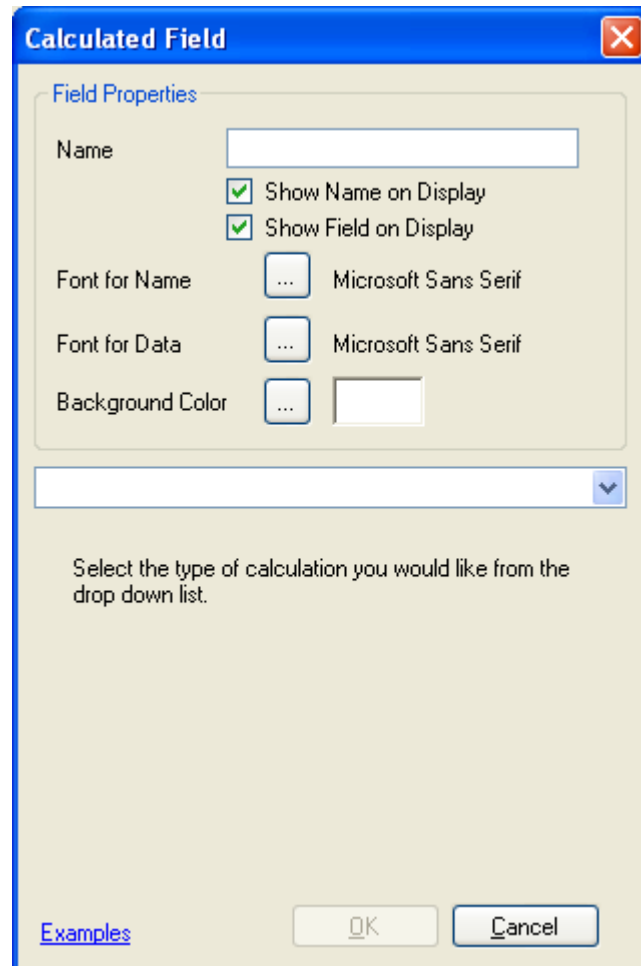 Calculated Field
Field Properties
Name
Show Name on Display
Show Field on Display
Font for Name ... Microsoft Sans Serif
Font for Data ... Microsoft Sans Serif
Background Color ...
Select the type of calculation you would like from the
drop down list.
Examples OK Cancel